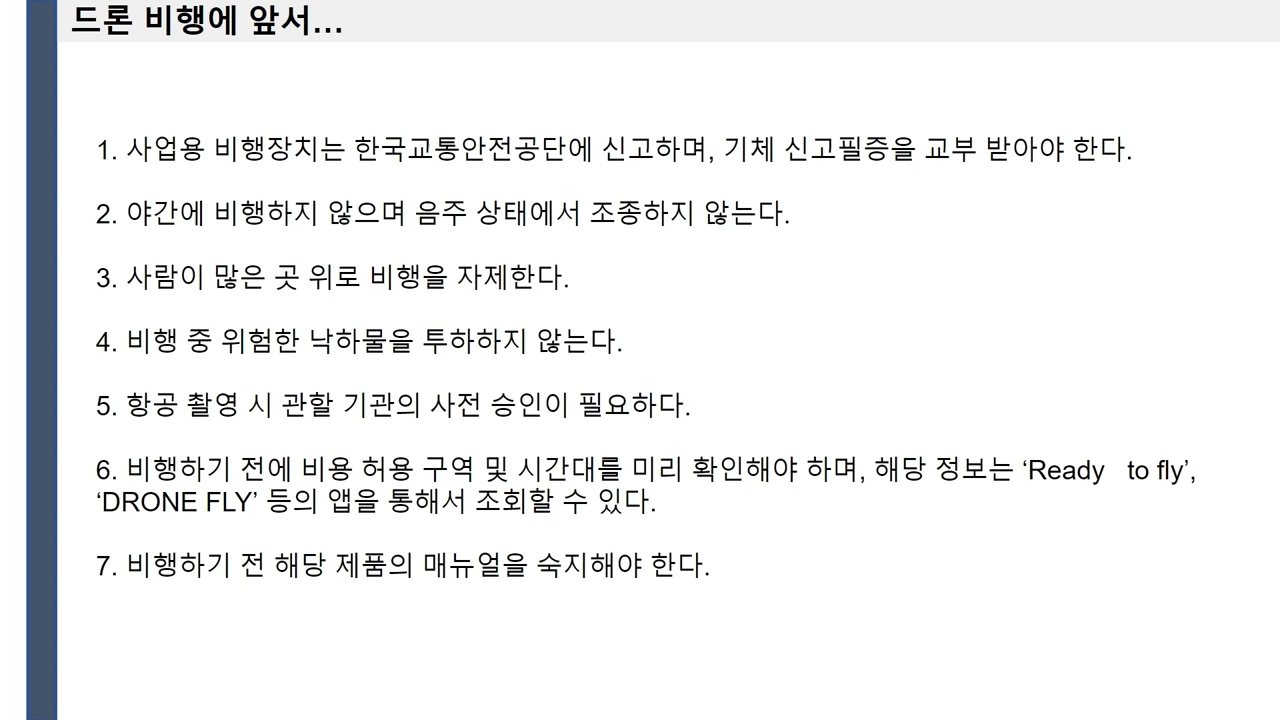 드론 비행에 앞서...
1. 사업용 비행장치는 한국교통안전공단에 신고하며, 기체 신고필증을 교부 받아야 한다.
2. 야간에 비행하지 않으며 음주 상태에서 조종하지 않는다.
3. 사람이 많은 곳 위로 비행을 자제한다.
4. 비행 중 위험한 낙하물을 투하하지 않는다.
5. 항공 촬영 시 관할 기관의 사전 승인이 필요하다.
6. 비행하기 전에 비용 허용 구역 및 시간대를 미리 확인해야 하며, 해당 정보는 ‘Ready to fly’,
‘DRONE FLY’ 등의 앱을 통해서 조회할 수 있다.
7. 비행하기 전 해당 제품의 매뉴얼을 숙지해야 한다.